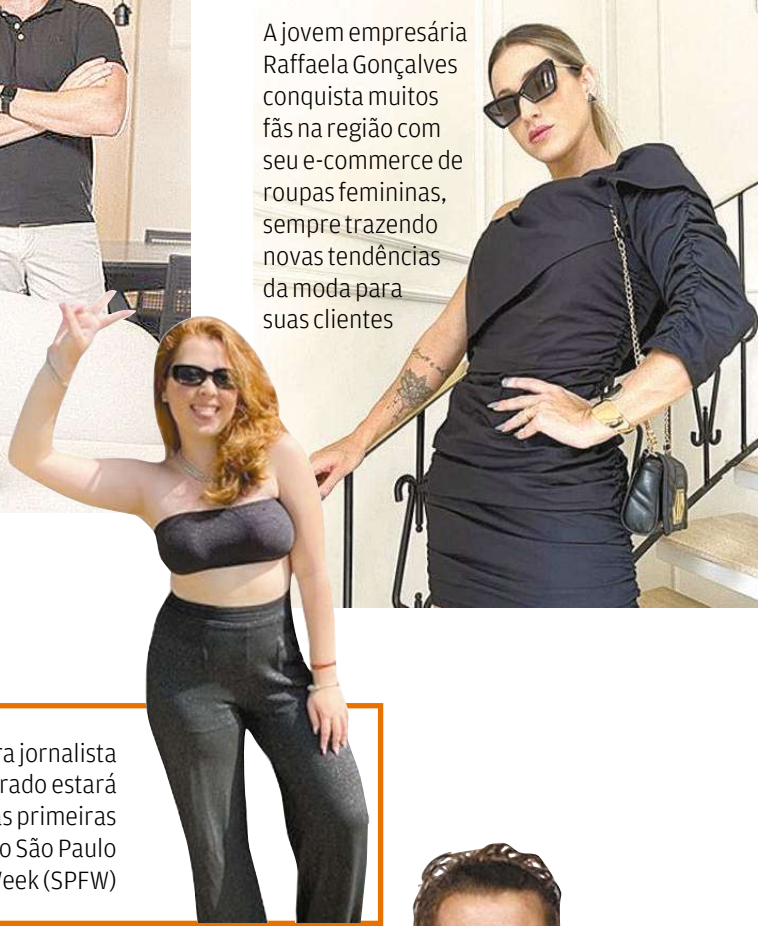 A jovem empresária
Raffaela Gonçalves
conquista muitos
fãs na região com
seu e-commerce de
roupas femininas,
sempre trazendo
novas tendências
da moda para
suas clientes
jornalista
estará
primeiras
São Paulo
(SPFW)